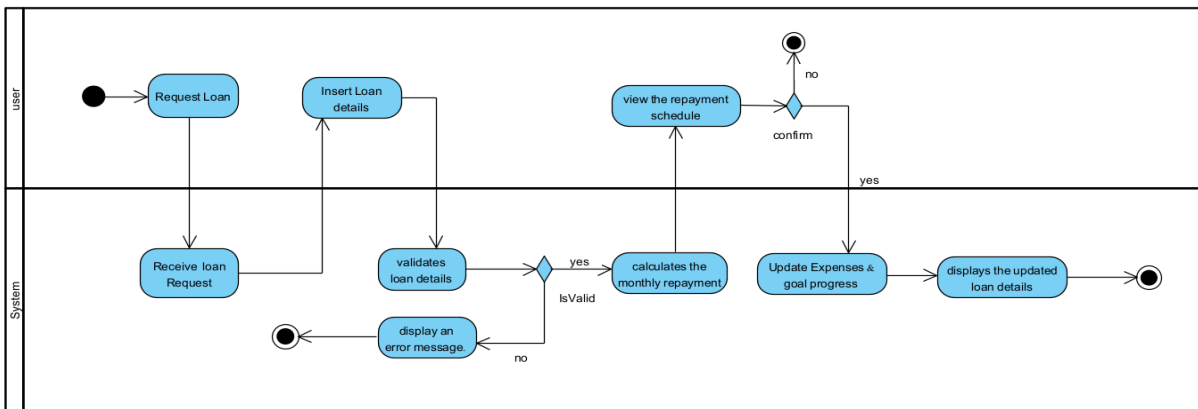 user
Request Loan
Insert Loan
details
view the repayment
schedule
no
confirm
yes
System
Receive loan
Request
validates
loan details
yes
IsValid
calculates the
monthly repayment
Update Expenses &
goal progress
displays the updated
loan details
display an
error message.
no